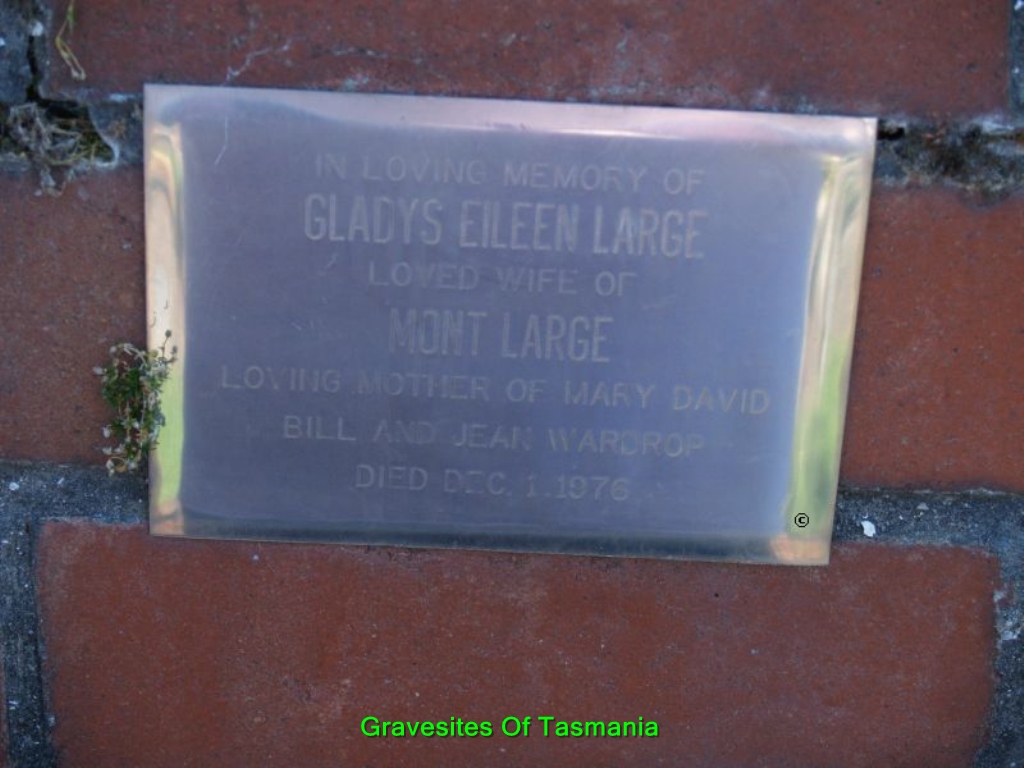 IN LOVING MEMORY OF
GLADYS EILEEN LARGE
LOVED WIFE OF
MONT LARGE
LOVING MOTHER OF MARY DAVID
BILL AND JEAN WARDROP
DIED DEC. 1. 1976
©
Gravesites Of Tasmania